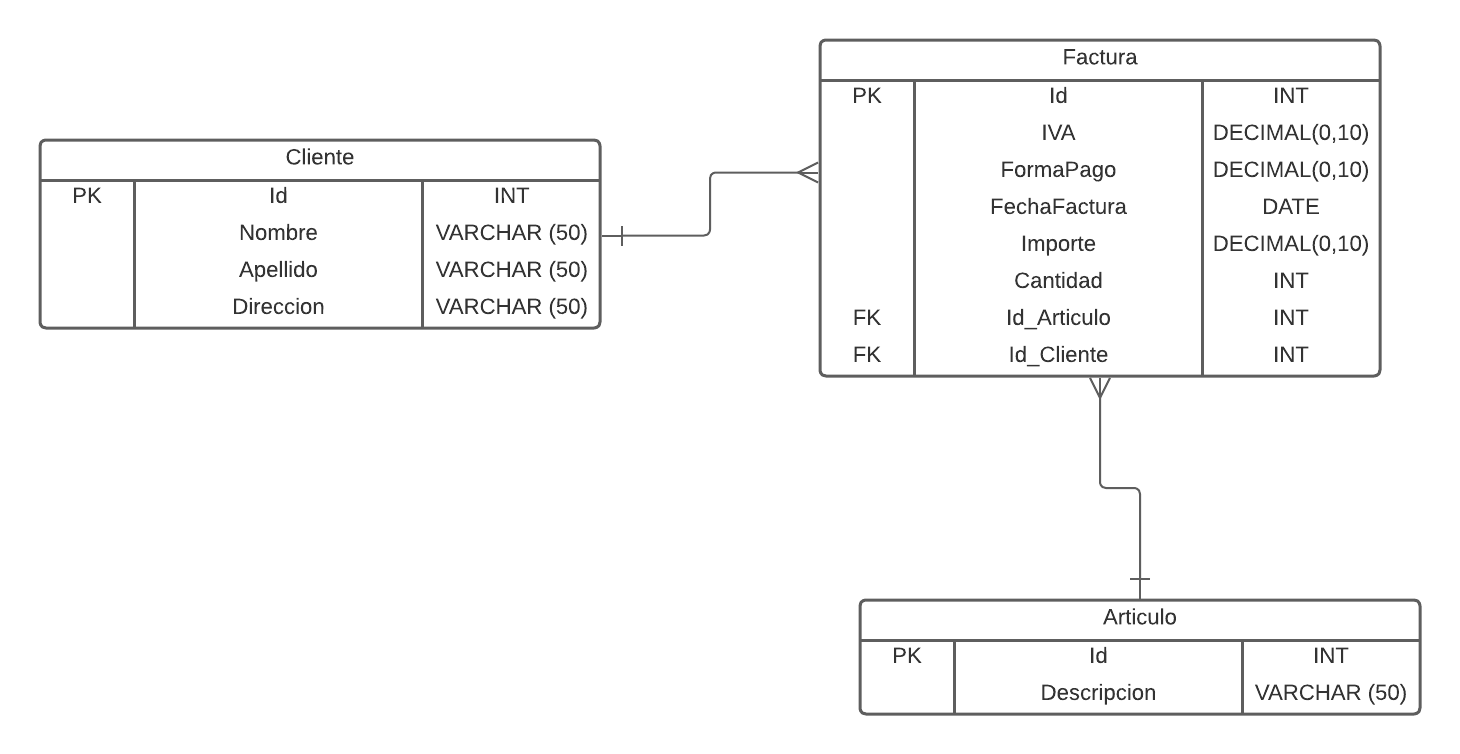 Cliente
PK Id INT
Nombre VARCHAR (50)
Apellido VARCHAR (50)
Direccion VARCHAR (50)
Factura
PK Id INT
IVA DECIMAL(0,10)
FormaPago DECIMAL(0,10)
FechaFactura DATE
Importe DECIMAL(0,10)
Cantidad INT
FK Id_Articulo INT
FK Id_Cliente INT
Articulo
PK Id INT
Descripcion VARCHAR (50)